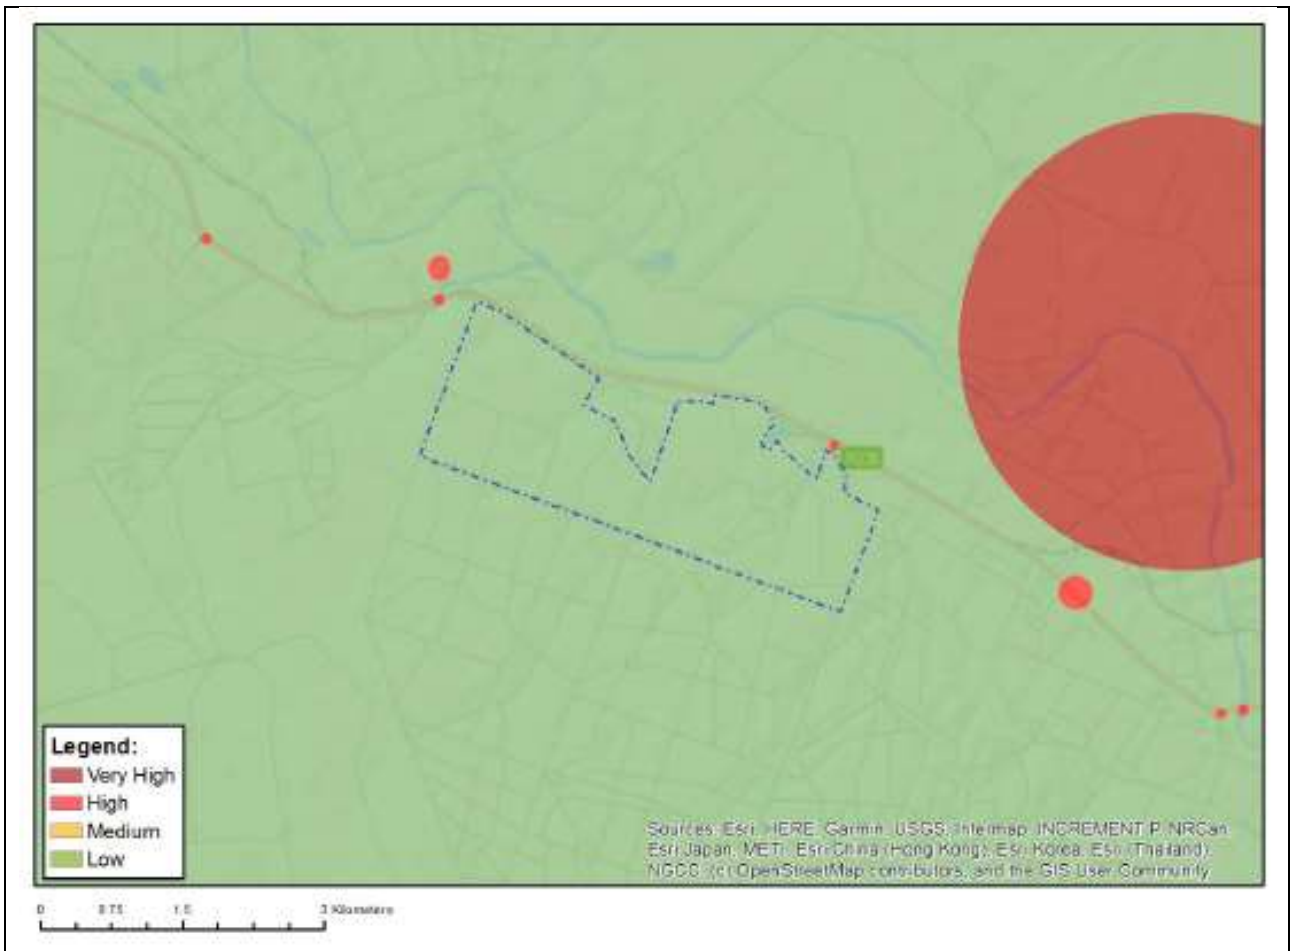 Legend:
Very High
High
Medium
Low
Sources: Esri, HERE, Garmin, USGS, Intermap, INCREMENT P, NRCan,
Esri Japan, METI, Esri China (Hong Kong), Esri Korea, Esri (Thailand),
NGCC, (c) OpenStreetMap contributors, and the GIS User Community
0 0.75 1.5 3 Kilometers